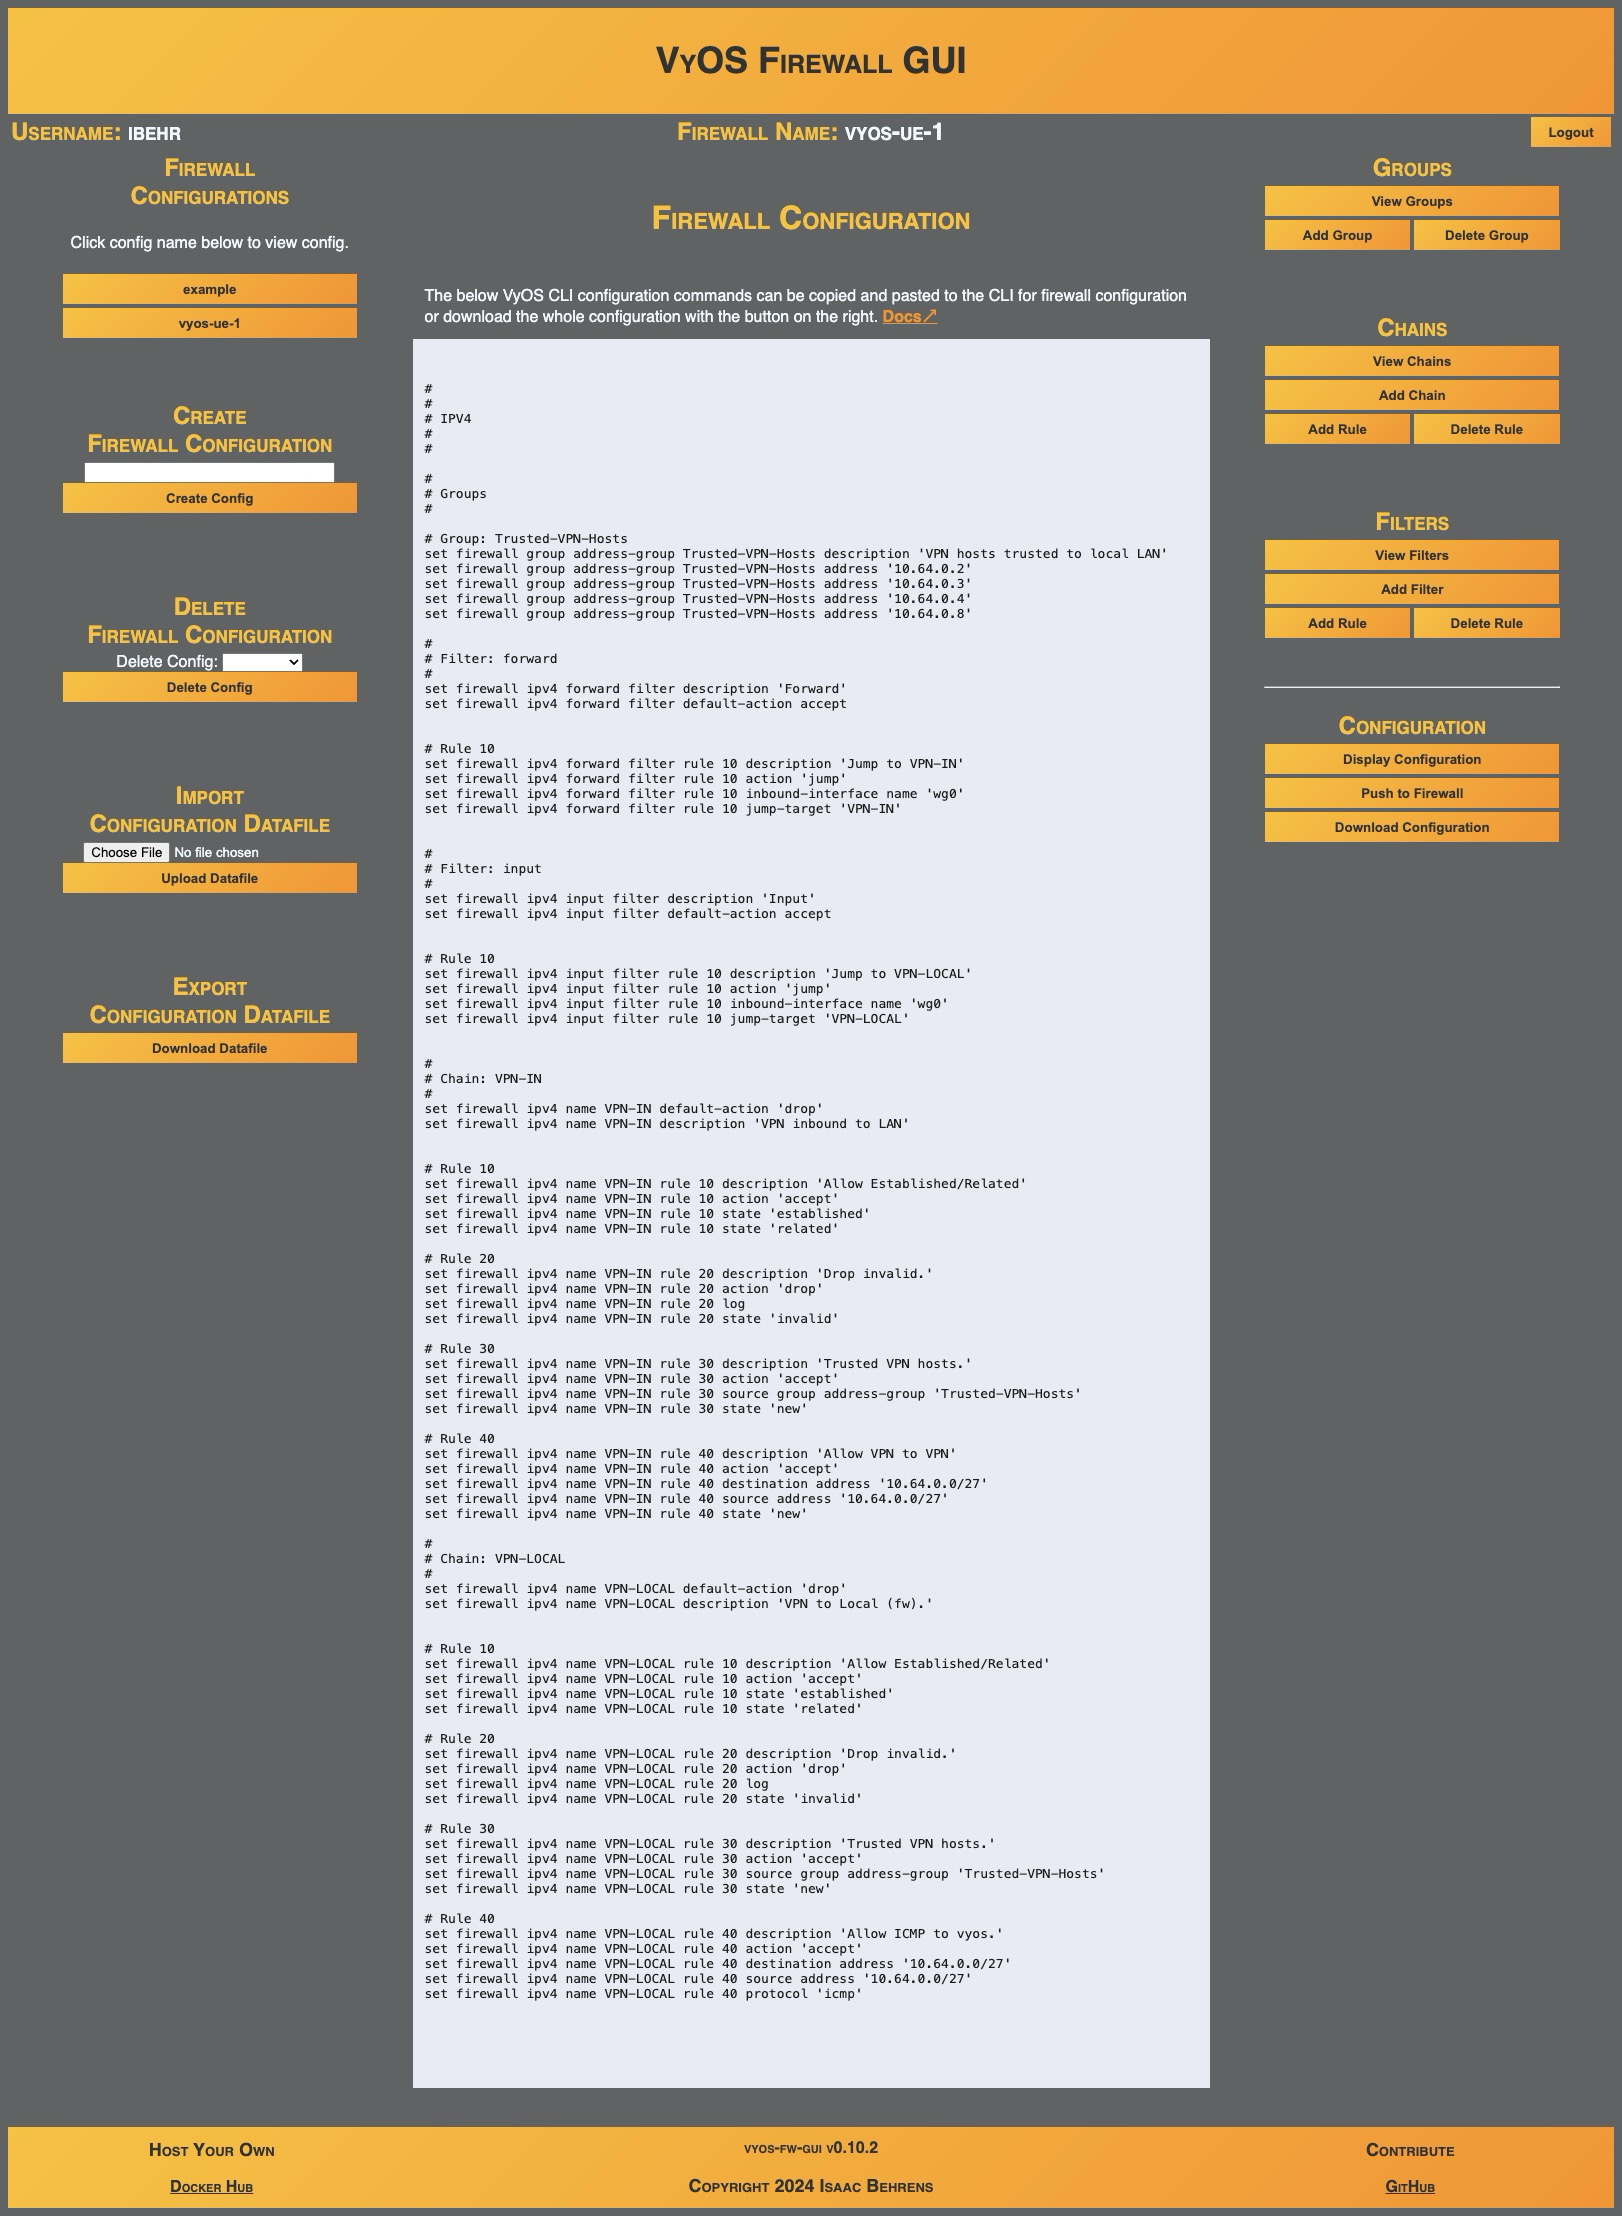 VyOS Firewall GUI
Username: ibehr
Firewall Name: vyos-ue-1
Logout
Firewall
Configurations
Click config name below to view config.
example
vyos-ue-1
Create
Firewall Configuration
Create Config
Delete
Firewall Configuration
Delete Config:
Delete Config
Import
Configuration Datafile
Choose File No file chosen
Upload Datafile
Export
Configuration Datafile
Download Datafile
Firewall Configuration
The below VyOS CLI configuration commands can be copied and pasted to the CLI for firewall configuration
or download the whole configuration with the button on the right. Docs↗
#
#
# IPV4
#
#
#
# Groups
#
# Group: Trusted-VPN-Hosts
set firewall group address-group Trusted-VPN-Hosts description 'VPN hosts trusted to local LAN'
set firewall group address-group Trusted-VPN-Hosts address '10.64.0.2'
set firewall group address-group Trusted-VPN-Hosts address '10.64.0.3'
set firewall group address-group Trusted-VPN-Hosts address '10.64.0.4'
set firewall group address-group Trusted-VPN-Hosts address '10.64.0.8'
#
# Filter: forward
#
set firewall ipv4 forward filter description 'Forward'
set firewall ipv4 forward filter default-action accept
# Rule 10
set firewall ipv4 forward filter rule 10 description 'Jump to VPN-IN'
set firewall ipv4 forward filter rule 10 action 'jump'
set firewall ipv4 forward filter rule 10 inbound-interface name 'wg0'
set firewall ipv4 forward filter rule 10 jump-target 'VPN-IN'
#
# Filter: input
#
set firewall ipv4 input filter description 'Input'
set firewall ipv4 input filter default-action accept
# Rule 10
set firewall ipv4 input filter rule 10 description 'Jump to VPN-LOCAL'
set firewall ipv4 input filter rule 10 action 'jump'
set firewall ipv4 input filter rule 10 inbound-interface name 'wg0'
set firewall ipv4 input filter rule 10 jump-target 'VPN-LOCAL'
#
# Chain: VPN-IN
#
set firewall ipv4 name VPN-IN default-action 'drop'
set firewall ipv4 name VPN-IN description 'VPN inbound to LAN'
# Rule 10
set firewall ipv4 name VPN-IN rule 10 description 'Allow Established/Related'
set firewall ipv4 name VPN-IN rule 10 action 'accept'
set firewall ipv4 name VPN-IN rule 10 state 'established'
set firewall ipv4 name VPN-IN rule 10 state 'related'
# Rule 20
set firewall ipv4 name VPN-IN rule 20 description 'Drop invalid.'
set firewall ipv4 name VPN-IN rule 20 action 'drop'
set firewall ipv4 name VPN-IN rule 20 log
set firewall ipv4 name VPN-IN rule 20 state 'invalid'
# Rule 30
set firewall ipv4 name VPN-IN rule 30 description 'Trusted VPN hosts.'
set firewall ipv4 name VPN-IN rule 30 action 'accept'
set firewall ipv4 name VPN-IN rule 30 source group address-group 'Trusted-VPN-Hosts'
set firewall ipv4 name VPN-IN rule 30 state 'new'
# Rule 40
set firewall ipv4 name VPN-IN rule 40 description 'Allow VPN to VPN'
set firewall ipv4 name VPN-IN rule 40 action 'accept'
set firewall ipv4 name VPN-IN rule 40 destination address '10.64.0.0/27'
set firewall ipv4 name VPN-IN rule 40 source address '10.64.0.0/27'
set firewall ipv4 name VPN-IN rule 40 state 'new'
#
# Chain: VPN-LOCAL
#
set firewall ipv4 name VPN-LOCAL default-action 'drop'
set firewall ipv4 name VPN-LOCAL description 'VPN to Local (fw).'
# Rule 10
set firewall ipv4 name VPN-LOCAL rule 10 description 'Allow Established/Related'
set firewall ipv4 name VPN-LOCAL rule 10 action 'accept'
set firewall ipv4 name VPN-LOCAL rule 10 state 'established'
set firewall ipv4 name VPN-LOCAL rule 10 state 'related'
# Rule 20
set firewall ipv4 name VPN-LOCAL rule 20 description 'Drop invalid.'
set firewall ipv4 name VPN-LOCAL rule 20 action 'drop'
set firewall ipv4 name VPN-LOCAL rule 20 log
set firewall ipv4 name VPN-LOCAL rule 20 state 'invalid'
# Rule 30
set firewall ipv4 name VPN-LOCAL rule 30 description 'Trusted VPN hosts.'
set firewall ipv4 name VPN-LOCAL rule 30 action 'accept'
set firewall ipv4 name VPN-LOCAL rule 30 source group address-group 'Trusted-VPN-Hosts'
set firewall ipv4 name VPN-LOCAL rule 30 state 'new'
# Rule 40
set firewall ipv4 name VPN-LOCAL rule 40 description 'Allow ICMP to vyos.'
set firewall ipv4 name VPN-LOCAL rule 40 action 'accept'
set firewall ipv4 name VPN-LOCAL rule 40 destination address '10.64.0.0/27'
set firewall ipv4 name VPN-LOCAL rule 40 source address '10.64.0.0/27'
set firewall ipv4 name VPN-LOCAL rule 40 protocol 'icmp'
Groups
View Groups
Add Group Delete Group
Chains
View Chains
Add Chain
Add Rule Delete Rule
Filters
View Filters
Add Filter
Add Rule Delete Rule
Configuration
Display Configuration
Push to Firewall
Download Configuration
Host Your Own
Docker Hub
vyos-fw-gui v0.10.2
Copyright 2024 Isaac Behrens
Contribute
GitHub